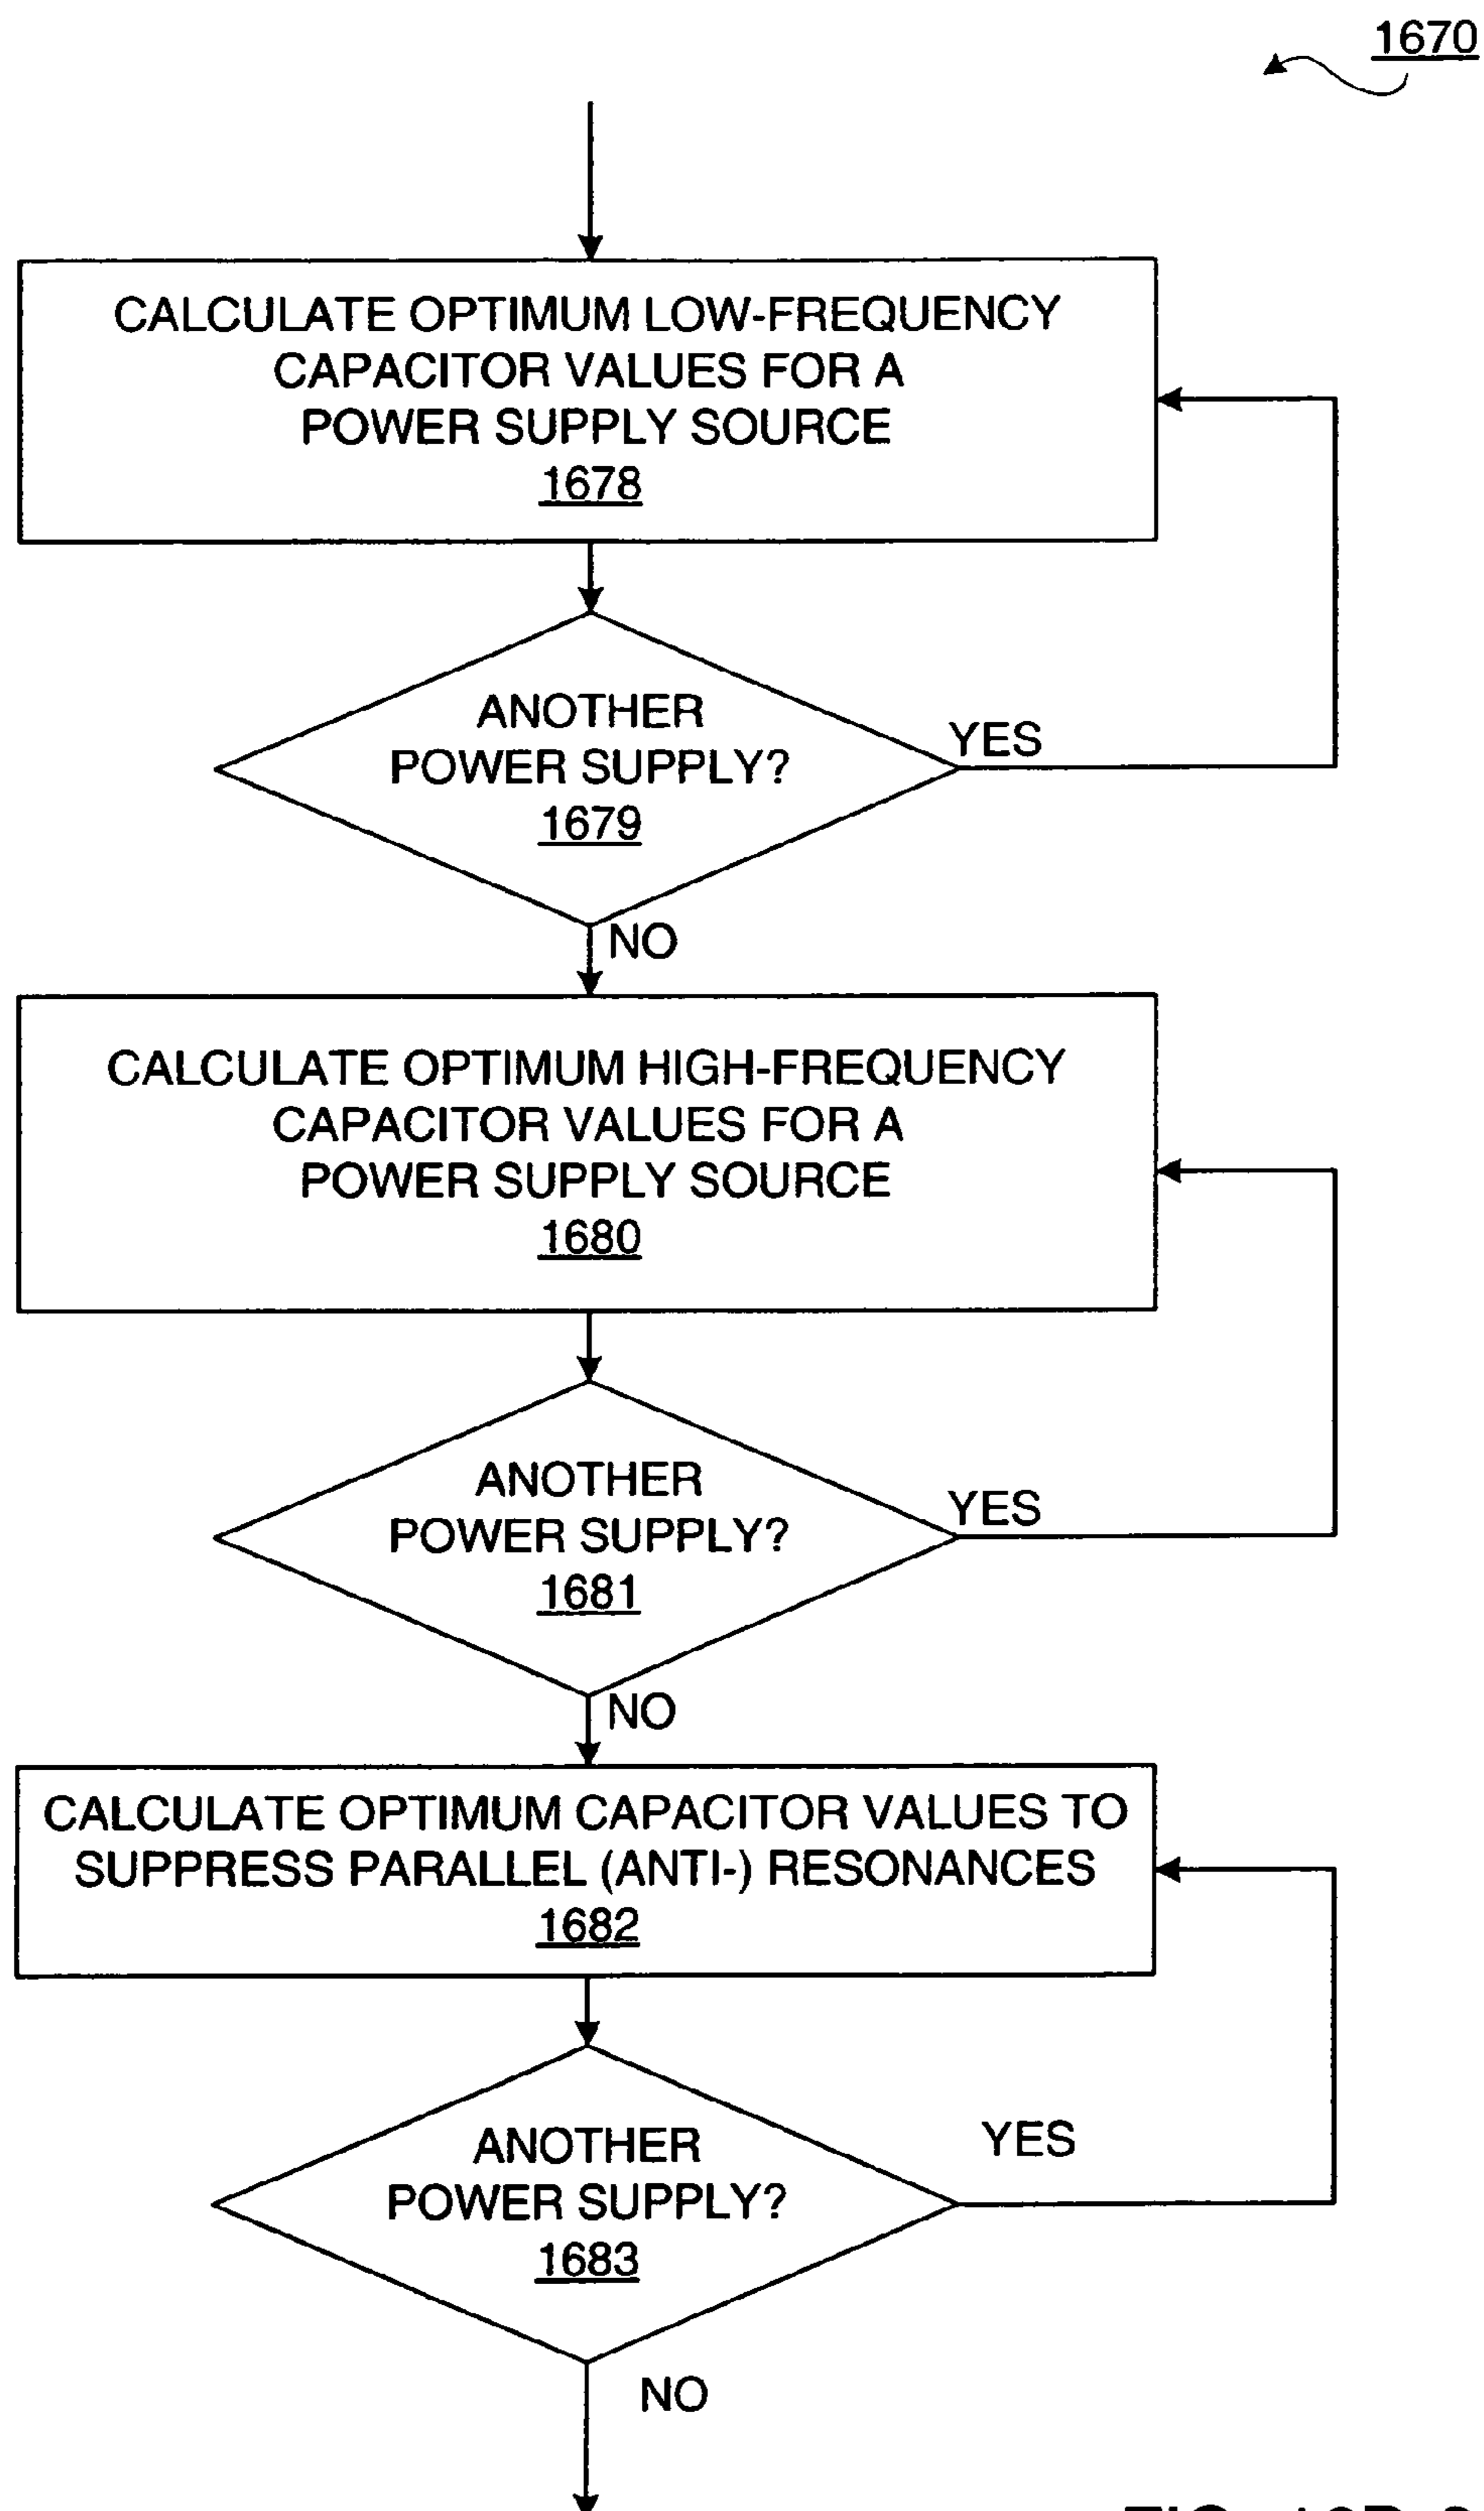 1670
CALCULATE OPTIMUM LOW-FREQUENCY
CAPACITOR VALUES FOR A
POWER SUPPLY SOURCE
1678
ANOTHER
POWER SUPPLY?
1679
YES
NO
CALCULATE OPTIMUM HIGH-FREQUENCY
CAPACITOR VALUES FOR A
POWER SUPPLY SOURCE
1680
ANOTHER
POWER SUPPLY?
1681
YES
NO
CALCULATE OPTIMUM CAPACITOR VALUES TO
SUPPRESS PARALLEL (ANTI-) RESONANCES
1682
ANOTHER
POWER SUPPLY?
1683
YES
NO